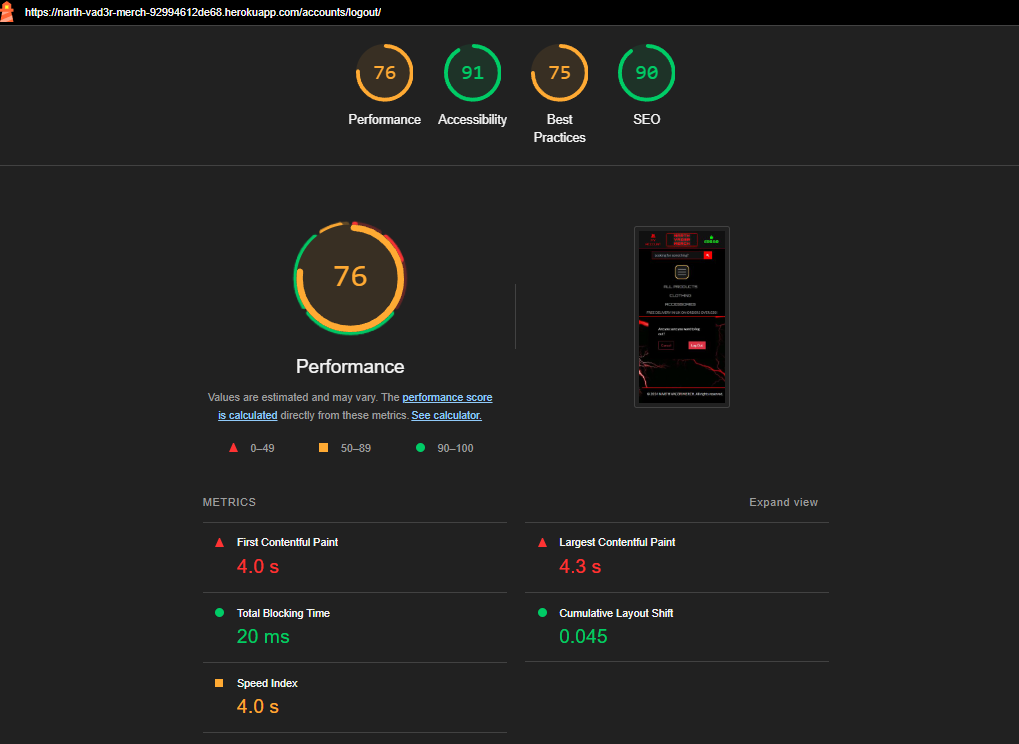 https://narth-vad3r-merch-92994612de68.herokuapp.com/accounts/logout/
76 91 75 90
Performance Accessibility Best Practices SEO
76
Performance
Values are estimated and may vary. The performance score
is calculated directly from these metrics. See calculator.
0–49 50–89 90–100
looking for something?
ALL PRODUCTS
CLOTHING
ACCESSORIES
Are you sure you want to log
out?
Cancel Log Out
METRICS Expand view
First Contentful Paint
4.0 s
Largest Contentful Paint
4.3 s
Total Blocking Time
20 ms
Cumulative Layout Shift
0.045
Speed Index
4.0 s